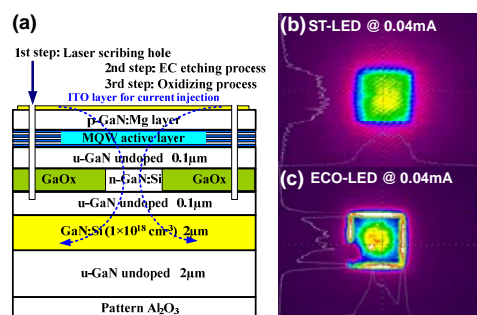 (a)
1st step: Laser scribing hole
2nd step: EC etching process
3rd step: Oxidizing process
ITO layer for current injection
p-GaN:Mg layer
MQW active layer
u-GaN undoped 0.1μm
GaOx n-GaN:Si GaOx
u-GaN undoped 0.1μm
GaN:Si (1×10¹⁸ cm⁻³) 2μm
u-GaN undoped 2μm
Pattern Al₂O₃
(b) ST-LED @ 0.04mA
(c) ECO-LED @ 0.04mA